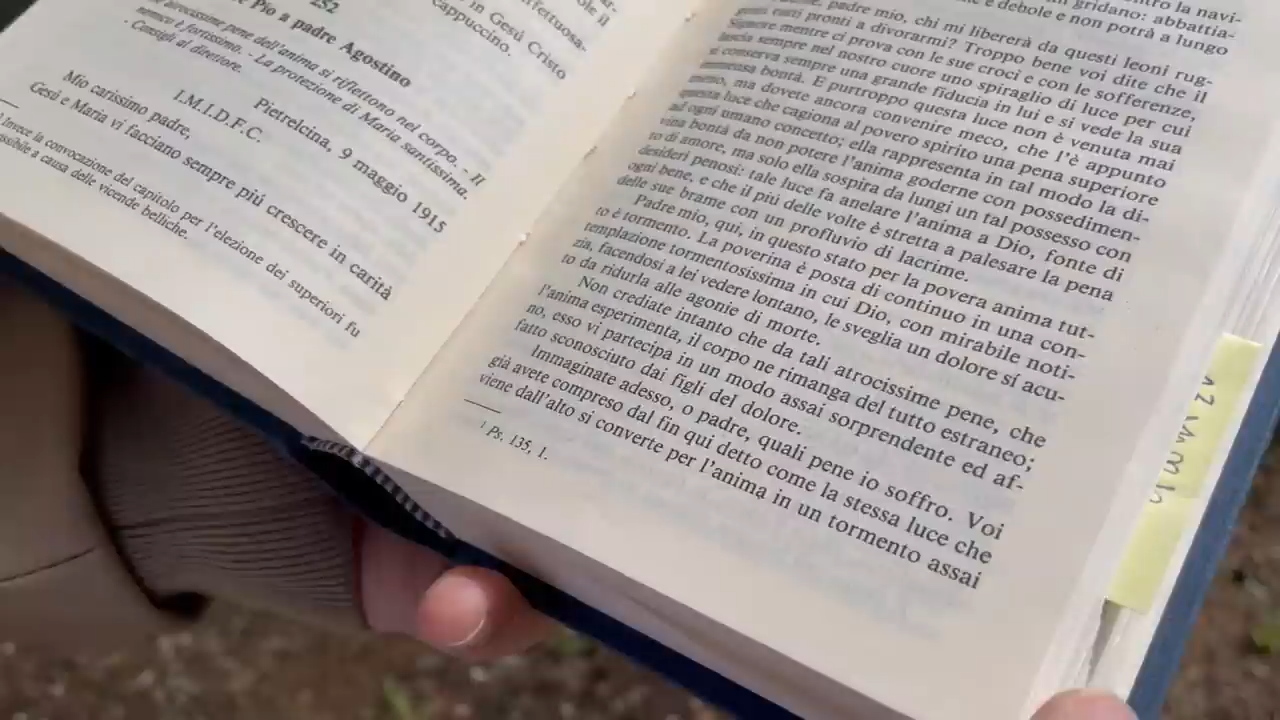 252
e Pio a padre Agostino
atrocissime pene dell'anima si riflettono nel corpo. - Il
nemico è fortissimo. - La protezione di Maria santissima.
- Consigli al direttore.
I.M.I.D.F.C.
Pietrelcina, 9 maggio 1915
Mio carissimo padre,
Gesù e Maria vi facciano sempre più crescere in carità
Invece la convocazione del capitolo per l'elezione dei superiori fu
possibile a causa delle vicende belliche.
ole il
affettuosa-
in Gesù Cristo
Cappuccino.
ntro la navi-
gridano: abbattia-
e è debole e non potrà a lungo
padre mio, chi mi libererà da questi leoni rug-
tutti pronti a divorarmi? Troppo bene voi dite che il
Signore mentre ci prova con le sue croci e con le sofferenze,
lascia sempre nel nostro cuore uno spiraglio di luce per cui
si conserva sempre una grande fiducia in lui e si vede la sua
immensa bontà. E purtroppo questa luce non è venuta mai
meno, ma dovete ancora convenire meco, che l'è appunto
questa luce che cagiona al povero spirito una pena superiore
ad ogni umano concetto; ella rappresenta in tal modo la di-
vina bontà da non potere l'anima goderne con possedimen-
to di amore, ma solo ella sospira da lungi un tal possesso con
desideri penosi: tale luce fa anelare l'anima a Dio, fonte di
ogni bene, e che il piú delle volte è stretta a palesare la pena
delle sue brame con un profluvio di lacrime.
Padre mio, qui, in questo stato per la povera anima tut-
to è tormento. La poverina è posta di continuo in una con-
templazione tormentosissima in cui Dio, con mirabile noti-
zia, facendosi a lei vedere lontano, le sveglia un dolore sí acu-
to da ridurla alle agonie di morte.
Non crediate intanto che da tali atrocissime pene, che
l'anima esperimenta, il corpo ne rimanga del tutto estraneo;
no, esso vi partecipa in un modo assai sorprendente ed af-
fatto sconosciuto dai figli del dolore.
Immaginate adesso, o padre, quali pene io soffro. Voi
già avete compreso dal fin qui detto come la stessa luce che
viene dall'alto si converte per l'anima in un tormento assai
1 Ps. 135, 1.